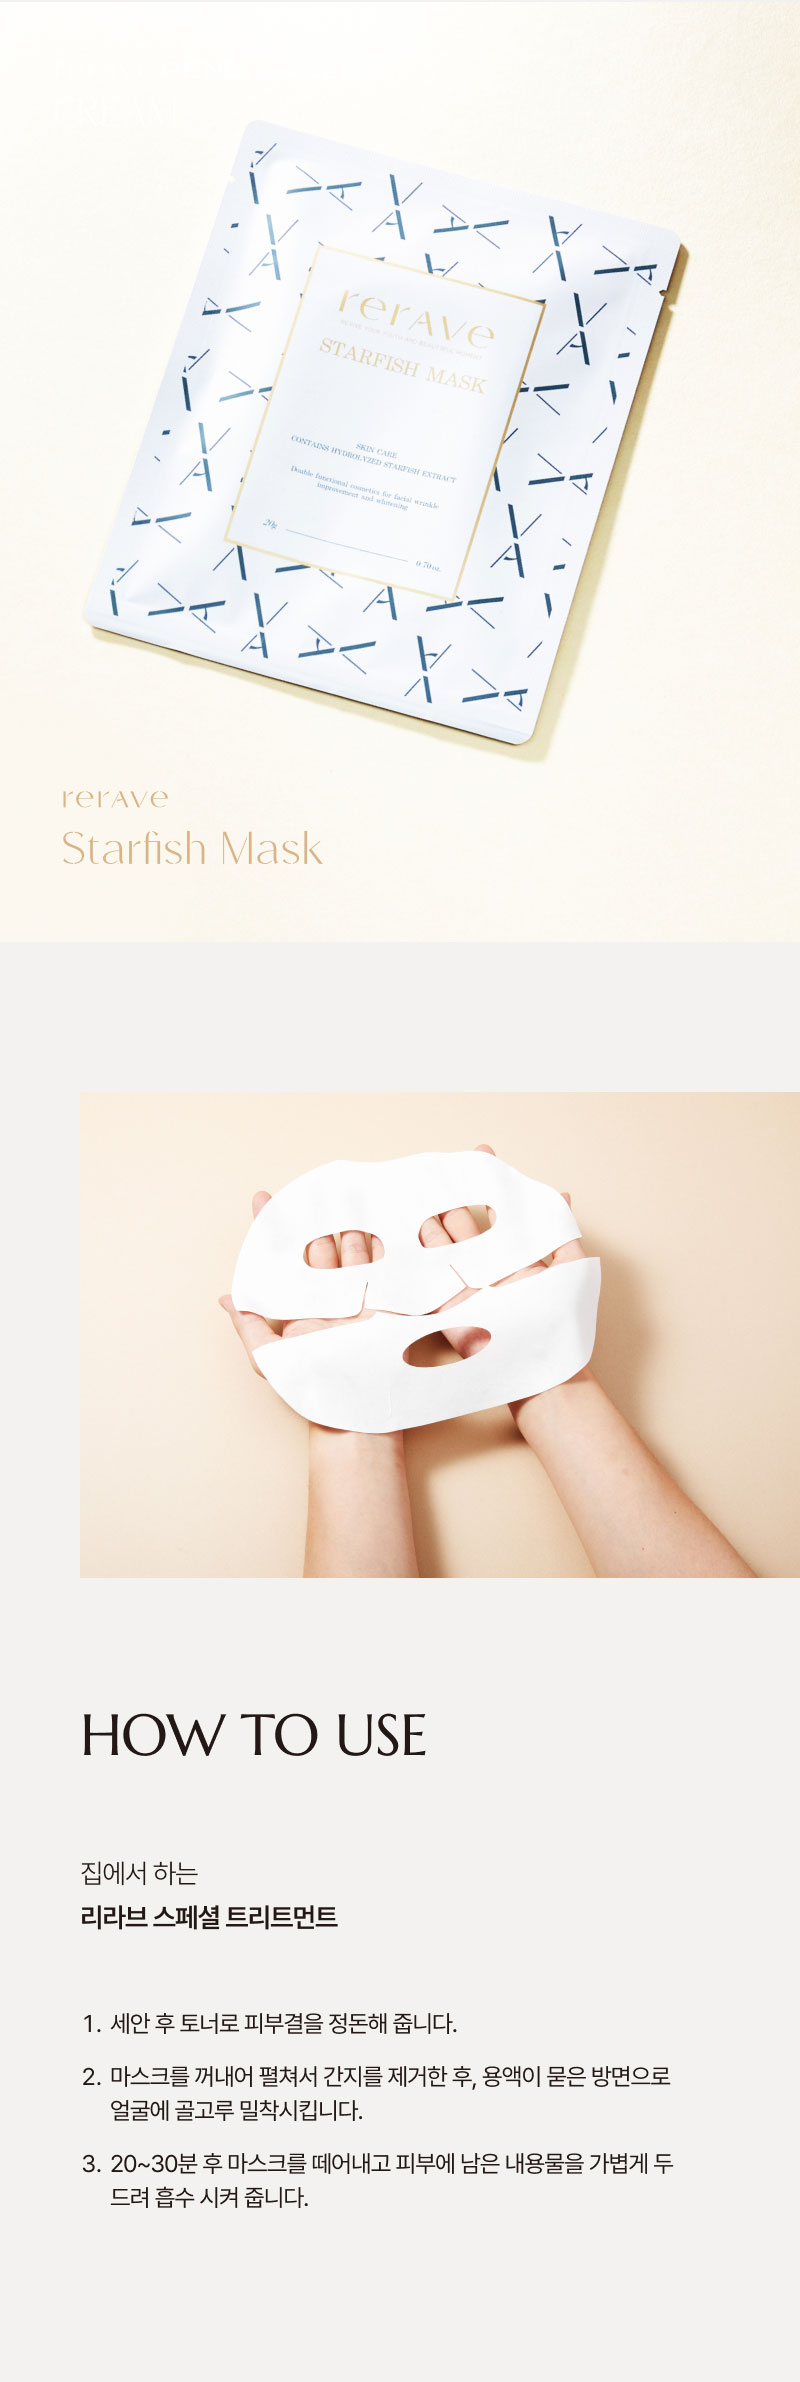 rerAve
REVIVE YOUR YOUTH AND BEAUTIFUL MOMENT
STARFISH MASK
SKIN CARE
CONTAINS HYDROLYZED STARFISH EXTRACT
Double functional cosmetics for facial wrinkle
improvement and whitening
20g
0.70oz.
rerAve
Starfish Mask
HOW TO USE
집에서 하는
리라브 스페셜 트리트먼트
1. 세안 후 토너로 피부결을 정돈해 줍니다.
2. 마스크를 꺼내어 펼쳐서 간지를 제거한 후, 용액이 묻은 방면으로
얼굴에 골고루 밀착시킵니다.
3. 20~30분 후 마스크를 떼어내고 피부에 남은 내용물을 가볍게 두
드려 흡수 시켜 줍니다.